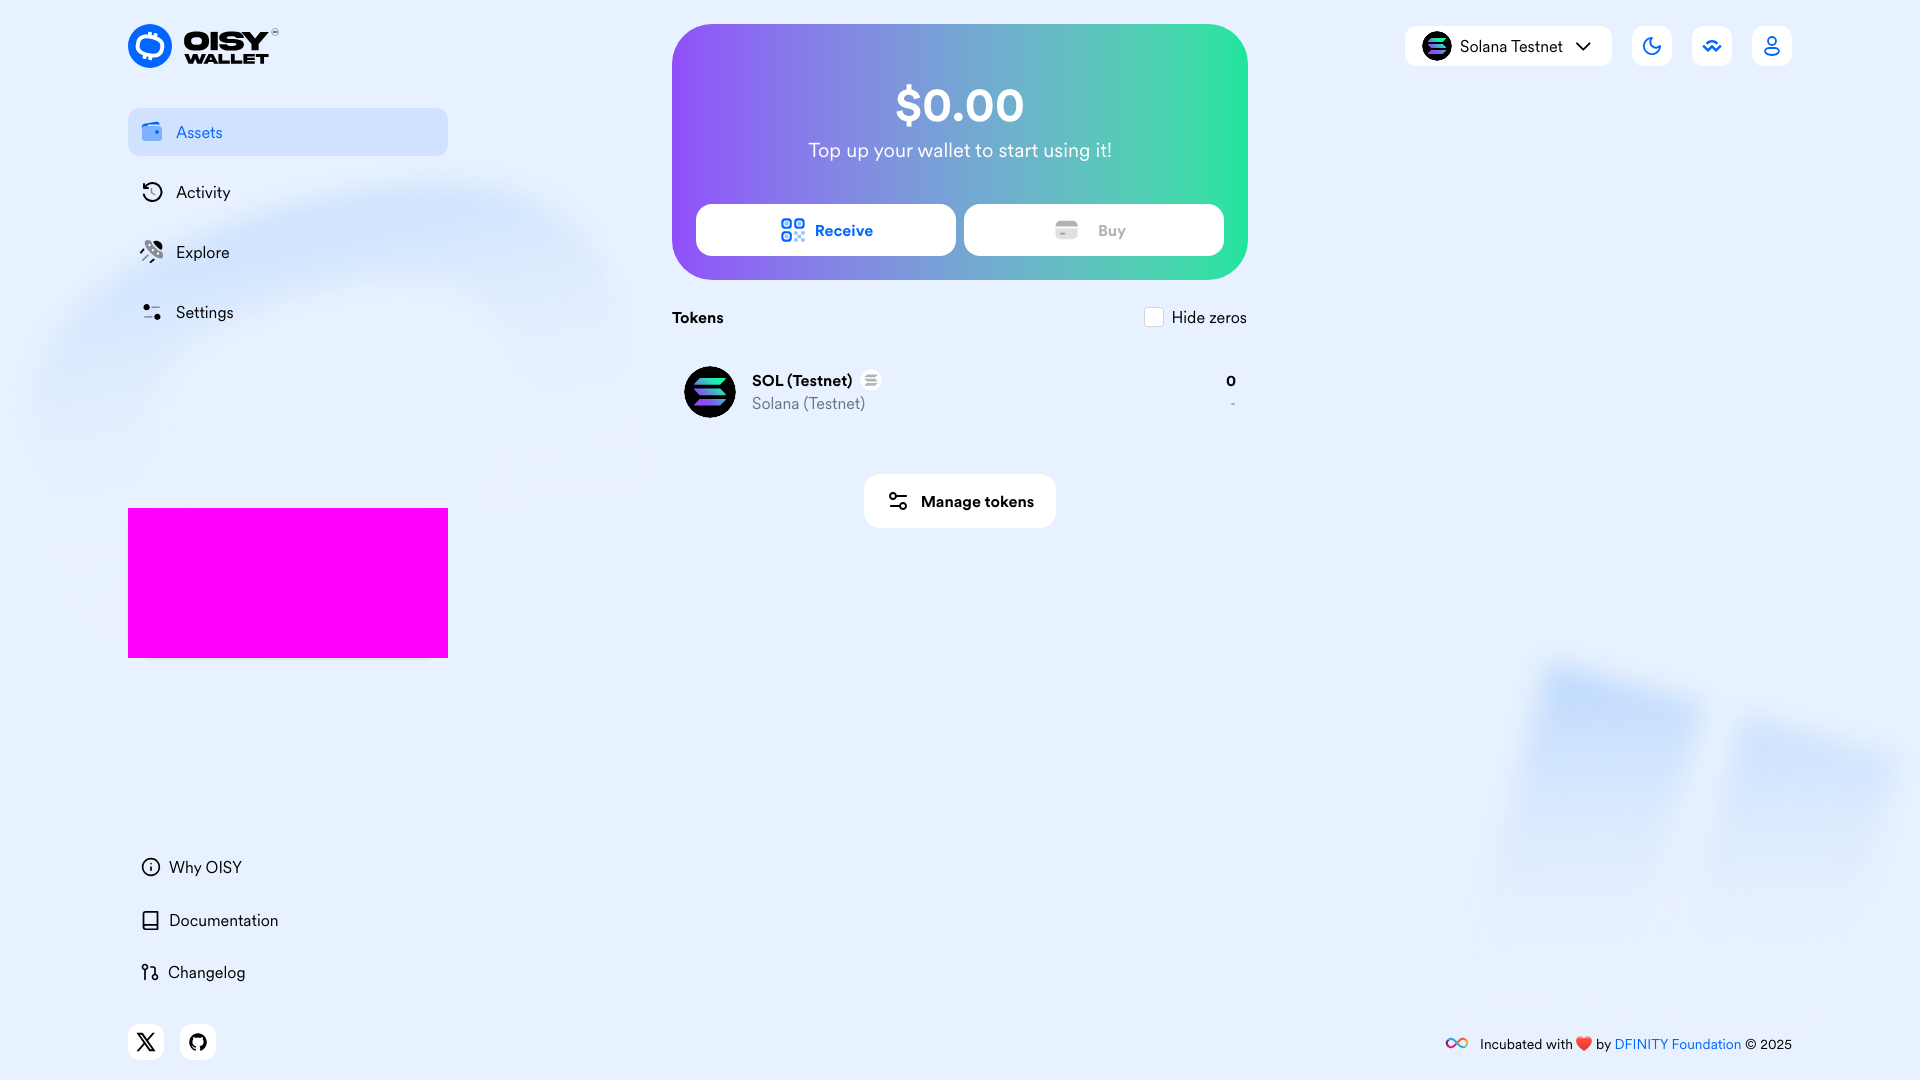 OISY
WALLET
Assets
Activity
Explore
Settings
Why OISY
Documentation
Changelog
$0.00
Top up your wallet to start using it!
Receive
Buy
Tokens
Hide zeros
SOL (Testnet)
0
Solana (Testnet)
-
Manage tokens
Solana Testnet
Incubated with ❤️ by DFINITY Foundation © 2025